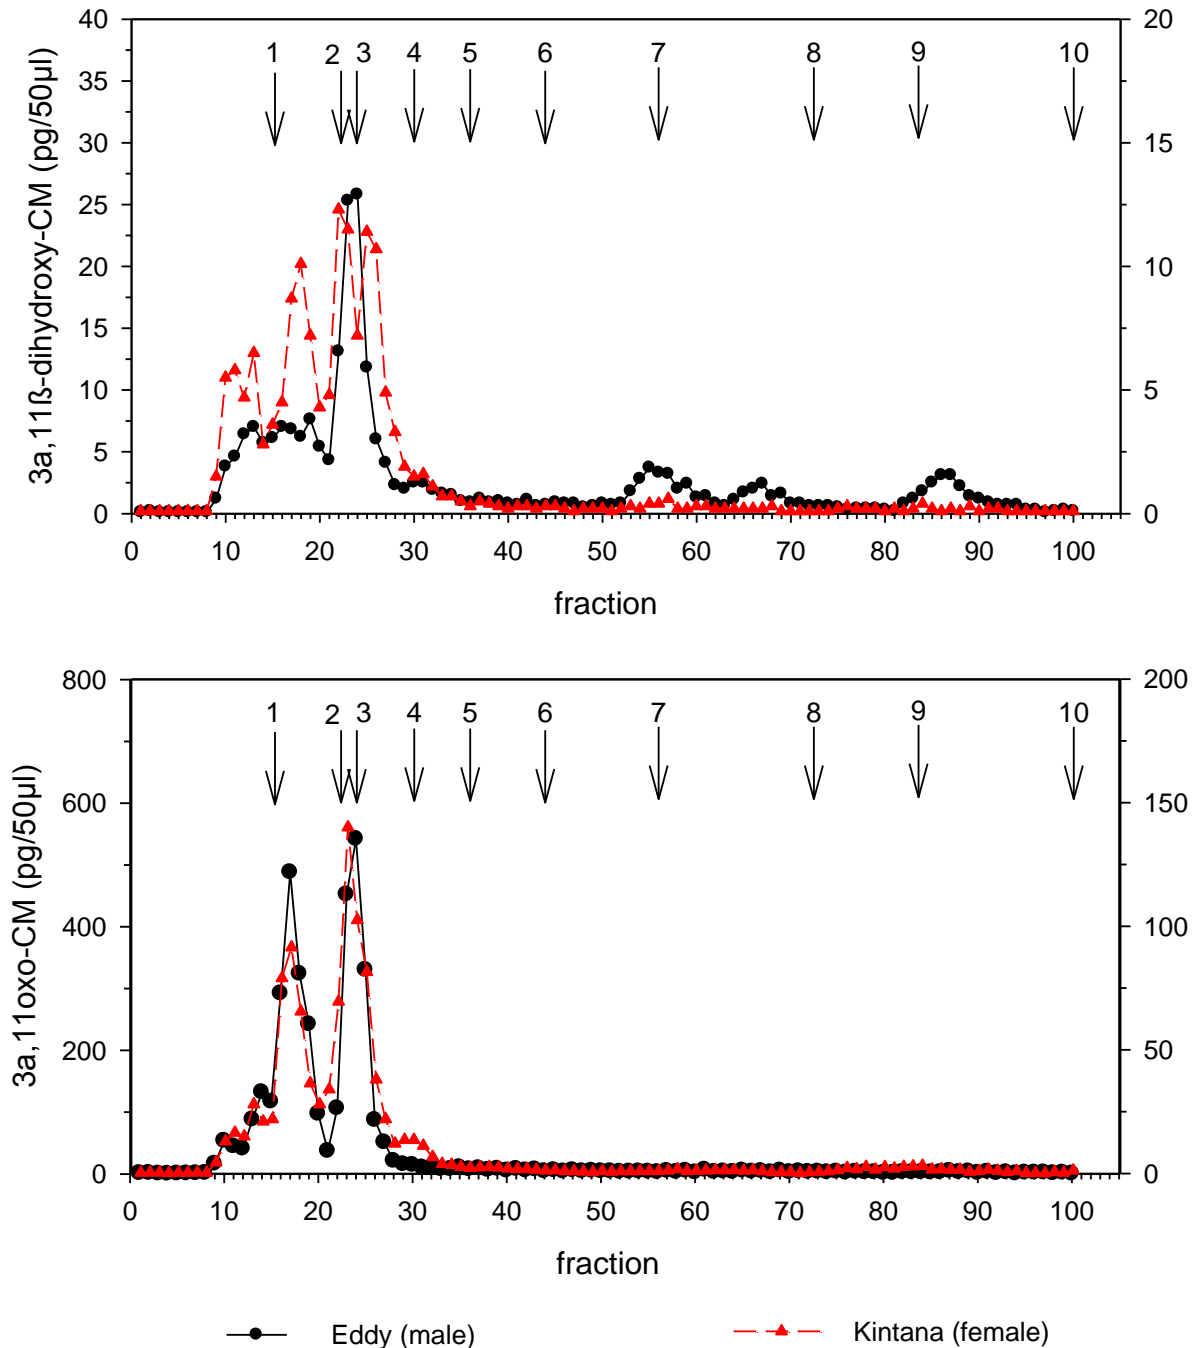 40 20
1 2 3 4 5 6 7 8 9 10
35
30 15
25
20 10
15
10 5
5
0 0
3a,11ß-dihydroxy-CM (pg/50µl)
0 10 20 30 40 50 60 70 80 90 100
fraction
800 200
1 2 3 4 5 6 7 8 9 10
600 150
400 100
200 50
0 0
3a,11oxo-CM (pg/50µl)
0 10 20 30 40 50 60 70 80 90 100
fraction
Eddy (male) Kintana (female)